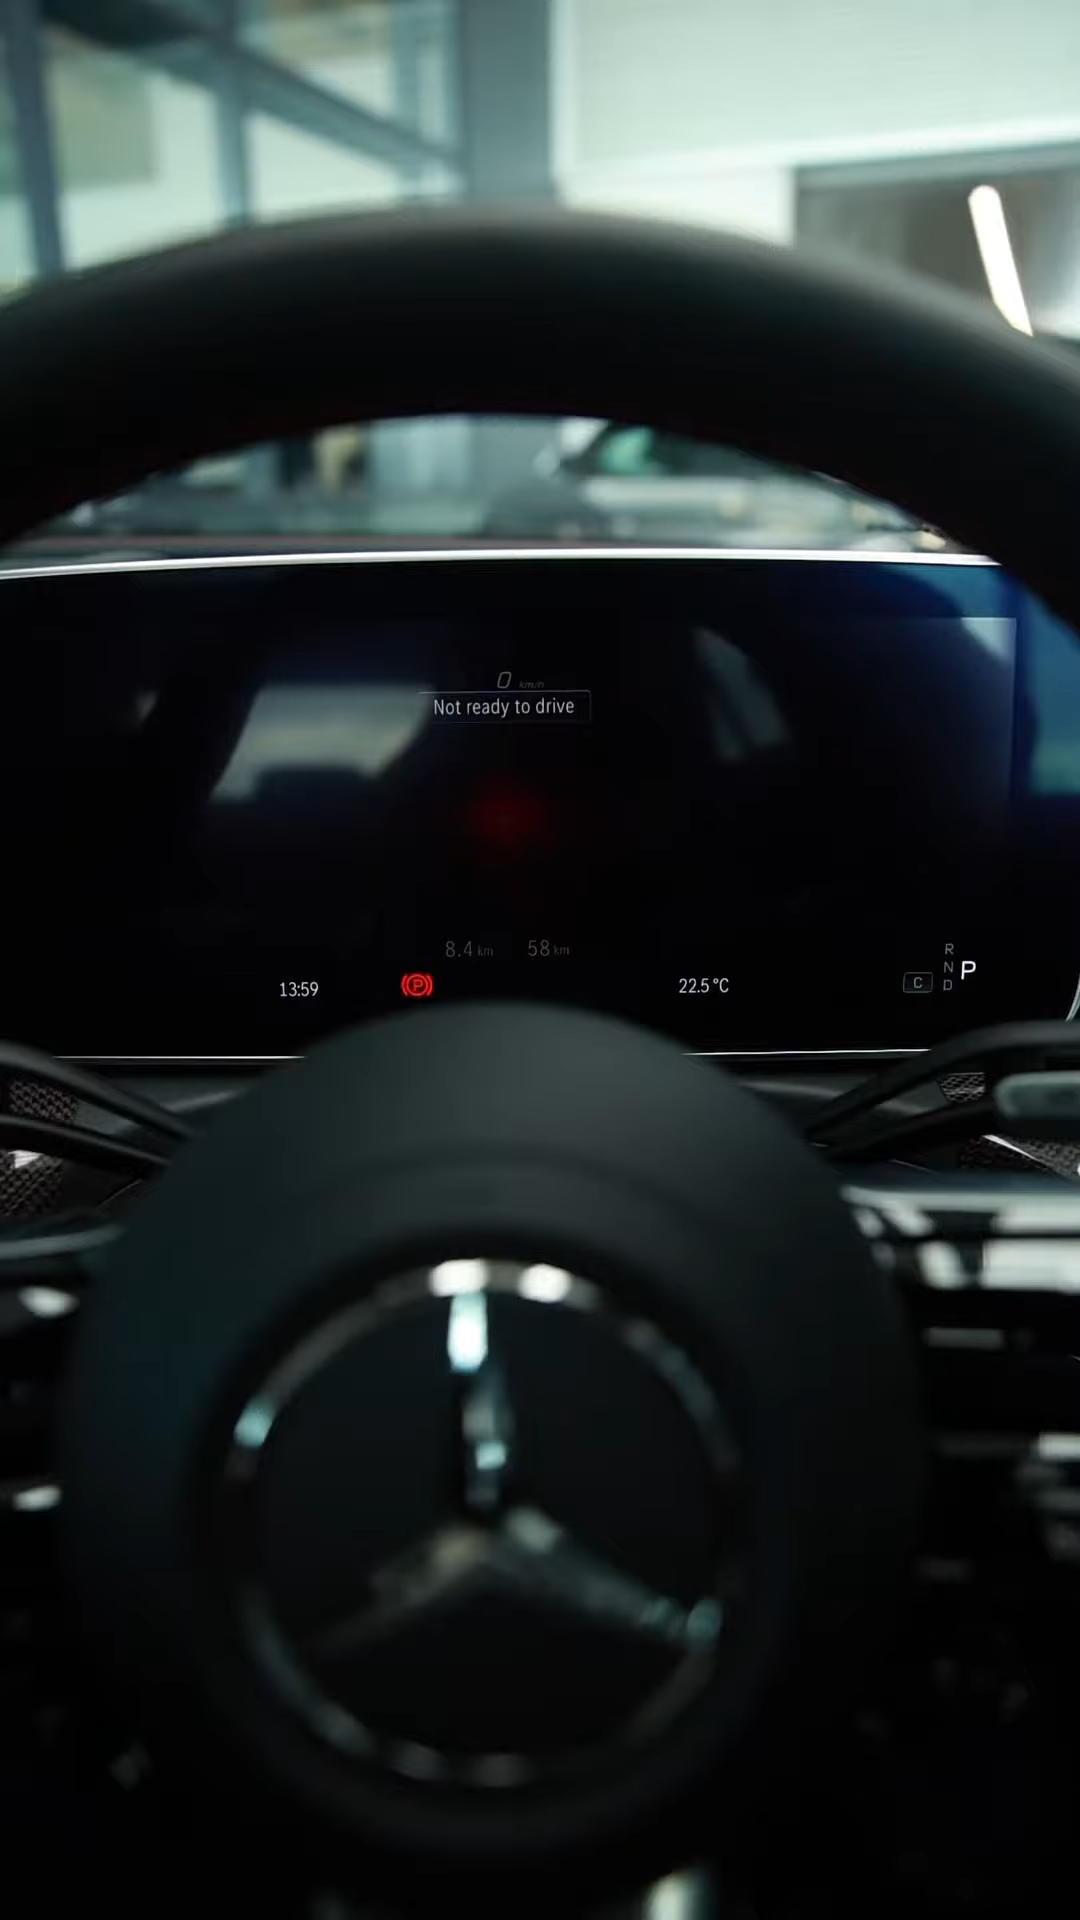 0 km/h
Not ready to drive
8.4 km 58 km
13:59 (P) 22.5°C C
R
N P
D